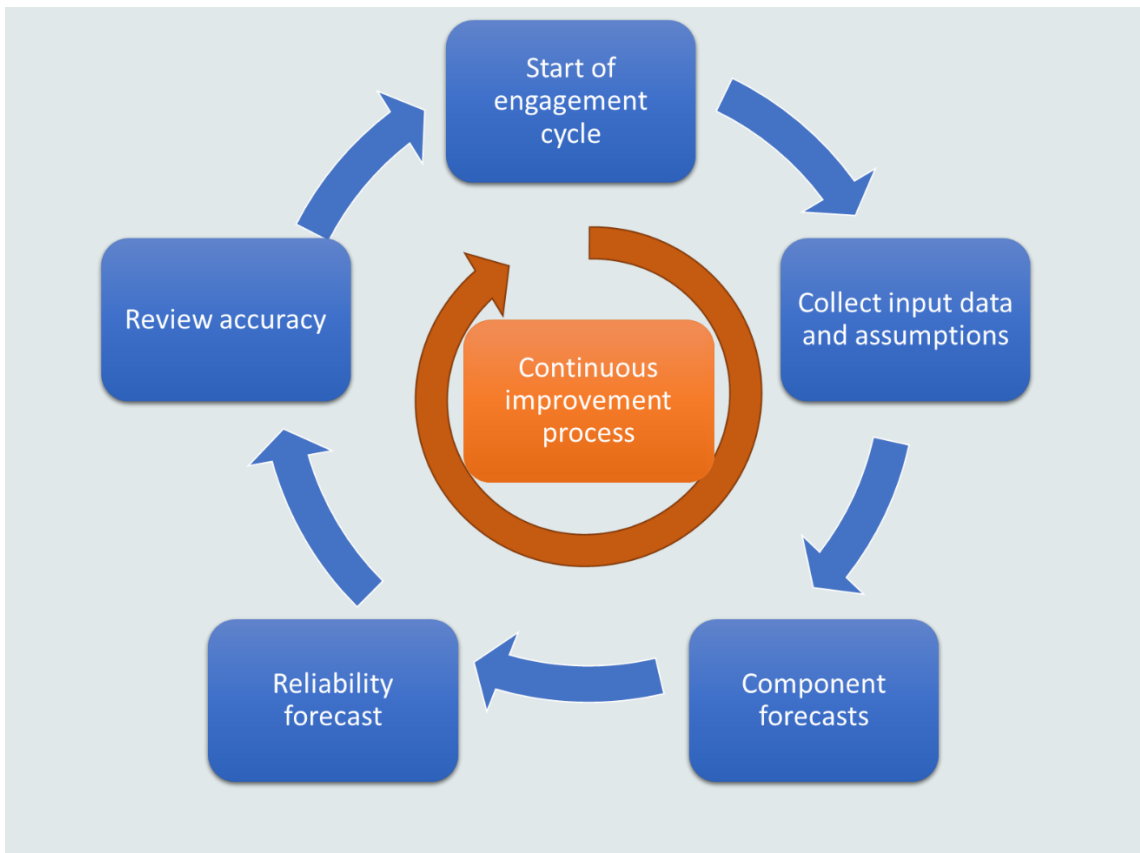 Start of
engagement
cycle
Collect input data
and assumptions
Component
forecasts
Reliability
forecast
Review accuracy
Continuous
improvement
process